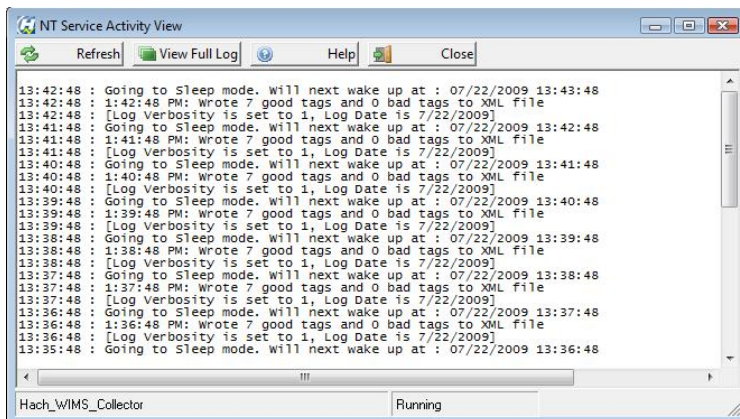 NT Service Activity View
Refresh View Full Log Help Close
13:42:48 : Going to Sleep mode. Will next wake up at : 07/22/2009 13:43:48
13:42:48 : 1:42:48 PM: Wrote 7 good tags and 0 bad tags to XML file
13:42:48 : [Log Verbosity is set to 1, Log Date is 7/22/2009]
13:41:48 : Going to Sleep mode. Will next wake up at : 07/22/2009 13:42:48
13:41:48 : 1:41:48 PM: Wrote 7 good tags and 0 bad tags to XML file
13:41:48 : [Log Verbosity is set to 1, Log Date is 7/22/2009]
13:40:48 : Going to Sleep mode. Will next wake up at : 07/22/2009 13:41:48
13:40:48 : 1:40:48 PM: Wrote 7 good tags and 0 bad tags to XML file
13:40:48 : [Log Verbosity is set to 1, Log Date is 7/22/2009]
13:39:48 : Going to Sleep mode. Will next wake up at : 07/22/2009 13:40:48
13:39:48 : 1:39:48 PM: Wrote 7 good tags and 0 bad tags to XML file
13:39:48 : [Log Verbosity is set to 1, Log Date is 7/22/2009]
13:38:48 : Going to Sleep mode. Will next wake up at : 07/22/2009 13:39:48
13:38:48 : 1:38:48 PM: Wrote 7 good tags and 0 bad tags to XML file
13:38:48 : [Log Verbosity is set to 1, Log Date is 7/22/2009]
13:37:48 : Going to Sleep mode. Will next wake up at : 07/22/2009 13:38:48
13:37:48 : 1:37:48 PM: Wrote 7 good tags and 0 bad tags to XML file
13:37:48 : [Log Verbosity is set to 1, Log Date is 7/22/2009]
13:36:48 : Going to Sleep mode. Will next wake up at : 07/22/2009 13:37:48
13:36:48 : 1:36:48 PM: Wrote 7 good tags and 0 bad tags to XML file
13:36:48 : [Log Verbosity is set to 1, Log Date is 7/22/2009]
13:35:48 : Going to Sleep mode. Will next wake up at : 07/22/2009 13:36:48
Hach_WIMS_Collector Running